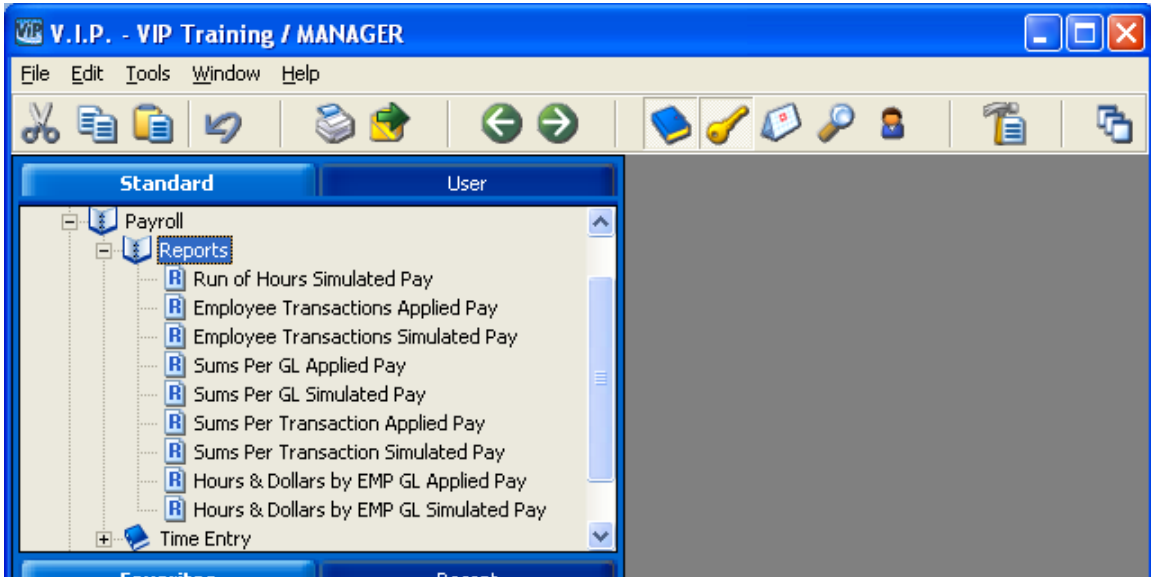 V.I.P. - VIP Training / MANAGER
File Edit Tools Window Help
Standard User
Payroll
Reports
Run of Hours Simulated Pay
Employee Transactions Applied Pay
Employee Transactions Simulated Pay
Sums Per GL Applied Pay
Sums Per GL Simulated Pay
Sums Per Transaction Applied Pay
Sums Per Transaction Simulated Pay
Hours & Dollars by EMP GL Applied Pay
Hours & Dollars by EMP GL Simulated Pay
Time Entry
Favorites Recent